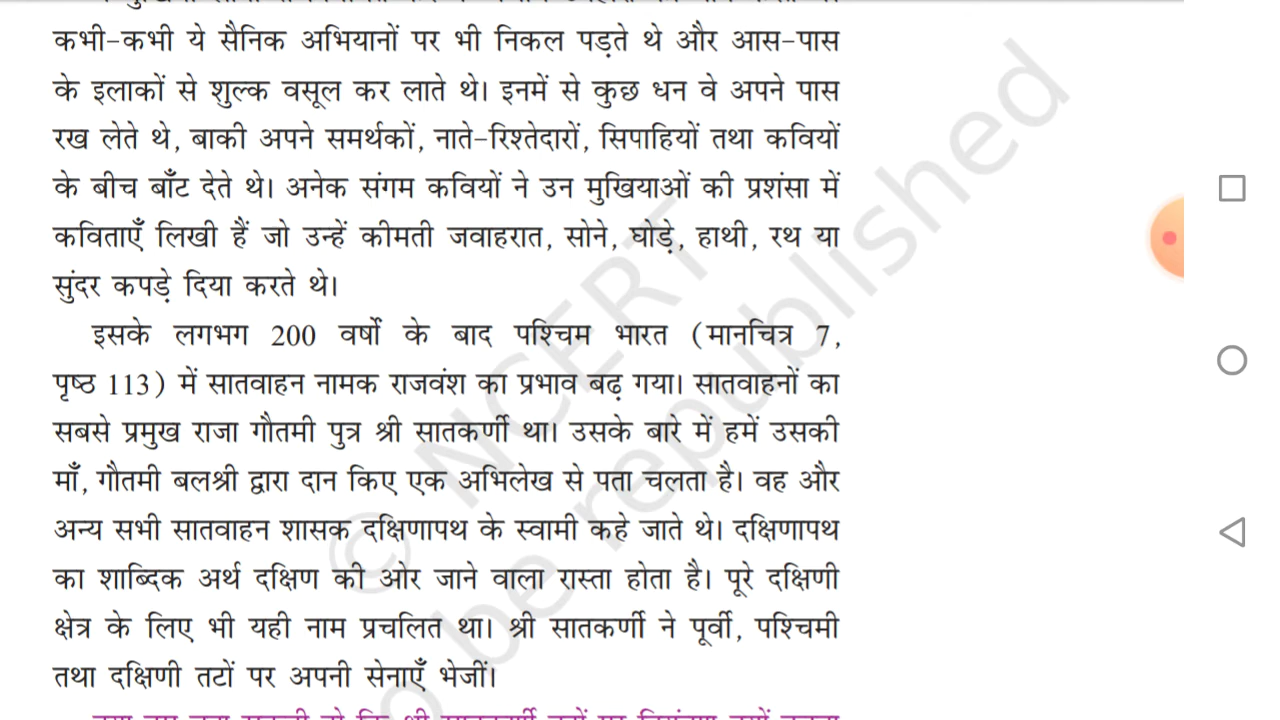 कभी-कभी ये सैनिक अभियानों पर भी निकल पड़ते थे और आस-पास
के इलाकों से शुल्क वसूल कर लाते थे। इनमें से कुछ धन वे अपने पास
रख लेते थे, बाकी अपने समर्थकों, नाते-रिश्तेदारों, सिपाहियों तथा कवियों
के बीच बाँट देते थे। अनेक संगम कवियों ने उन मुखियाओं की प्रशंसा में
कविताएँ लिखी हैं जो उन्हें कीमती जवाहरात, सोने, घोड़े, हाथी, रथ या
सुंदर कपड़े दिया करते थे।
इसके लगभग 200 वर्षों के बाद पश्चिम भारत (मानचित्र 7,
पृष्ठ 113) में सातवाहन नामक राजवंश का प्रभाव बढ़ गया। सातवाहनों का
सबसे प्रमुख राजा गौतमी पुत्र श्री सातकर्णी था। उसके बारे में हमें उसकी
माँ, गौतमी बलश्री द्वारा दान किए एक अभिलेख से पता चलता है। वह और
अन्य सभी सातवाहन शासक दक्षिणापथ के स्वामी कहे जाते थे। दक्षिणापथ
का शाब्दिक अर्थ दक्षिण की ओर जाने वाला रास्ता होता है। पूरे दक्षिणी
क्षेत्र के लिए भी यही नाम प्रचलित था। श्री सातकर्णी ने पूर्वी, पश्चिमी
तथा दक्षिणी तटों पर अपनी सेनाएँ भेजीं।
© NCERT
be republished